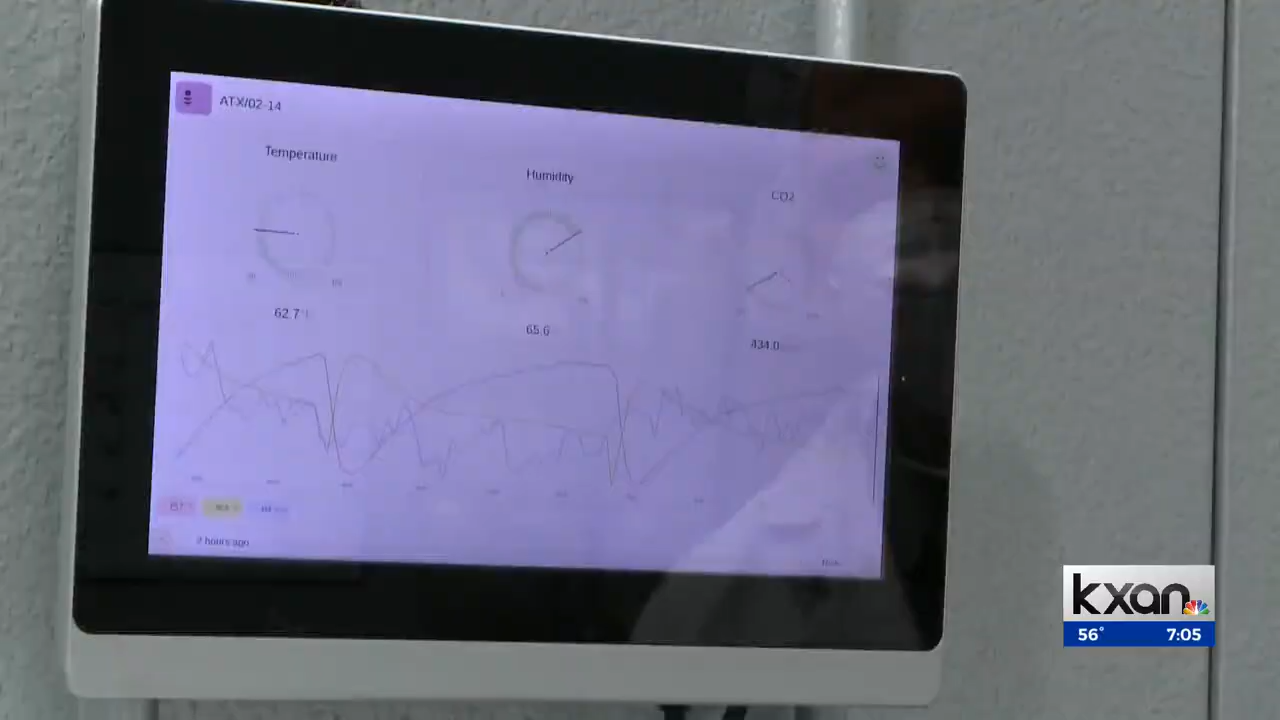 ATX/02-14
Temperature
Humidity
CO2
62.7
65.6
434.0
2 hours ago
kxan
56° 7:05